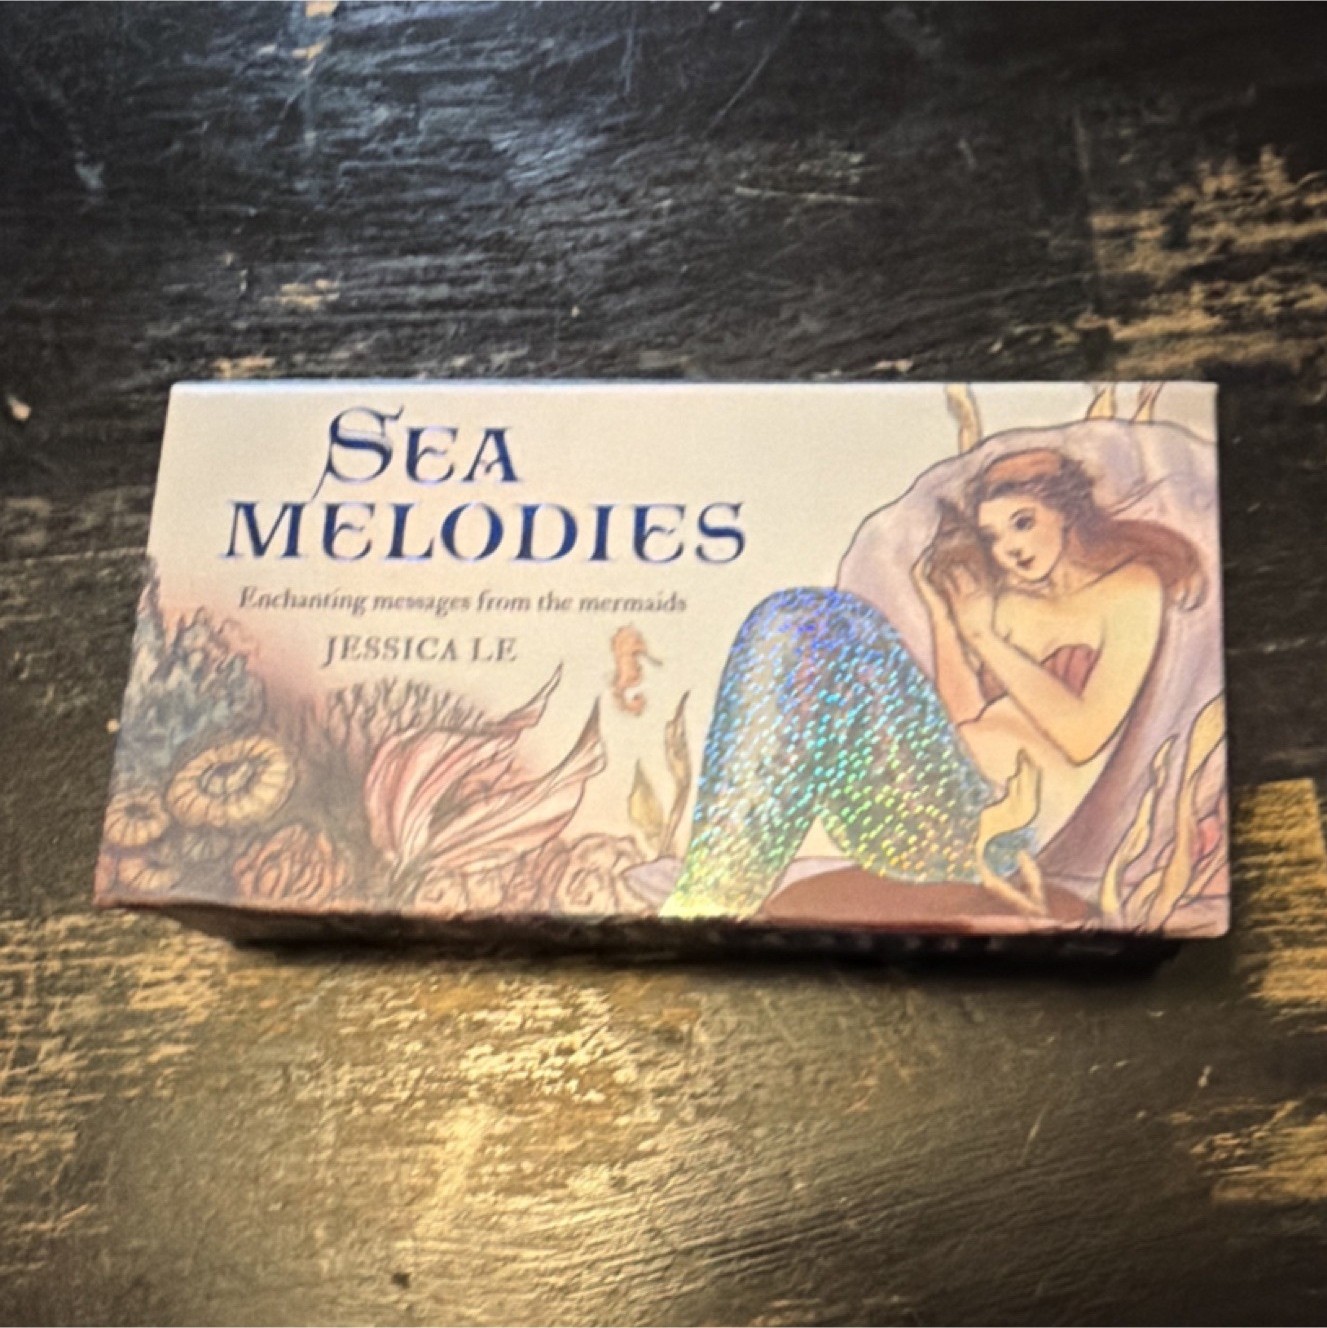 SEA
MELODIES
Enchanting messages from the mermaids
JESSICA LE